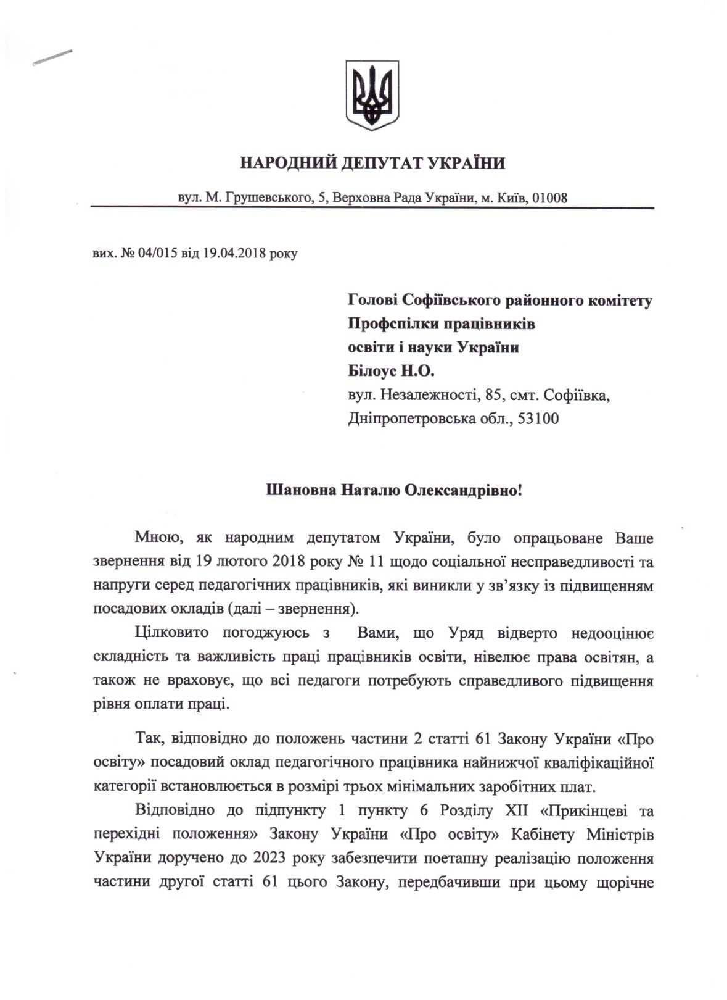 НАРОДНИЙ ДЕПУТАТ УКРАЇНИ
вул. М. Грушевського, 5, Верховна Рада України, м. Київ, 01008
вих. № 04/015 від 19.04.2018 року
Голові Софіївського районного комітету
Профспілки працівників
освіти і науки України
Білоус Н.О.
вул. Незалежності, 85, смт. Софіївка,
Дніпропетровська обл., 53100
Шановна Наталю Олександрівно!
Мною, як народним депутатом України, було опрацьоване Ваше
звернення від 19 лютого 2018 року № 11 щодо соціальної несправедливості та
напруги серед педагогічних працівників, які виникли у зв’язку із підвищенням
посадових окладів (далі – звернення).
Цілковито погоджуюсь з Вами, що Уряд відверто недооцінює
складність та важливість праці працівників освіти, нівелює права освітян, а
також не враховує, що всі педагоги потребують справедливого підвищення
рівня оплати праці.
Так, відповідно до положень частини 2 статті 61 Закону України «Про
освіту» посадовий оклад педагогічного працівника найнижчої кваліфікаційної
категорії встановлюється в розмірі трьох мінімальних заробітних плат.
Відповідно до підпункту 1 пункту 6 Розділу XII «Прикінцеві та
перехідні положення» Закону України «Про освіту» Кабінету Міністрів
України доручено до 2023 року забезпечити поетапну реалізацію положення
частини другої статті 61 цього Закону, передбачивши при цьому щорічне